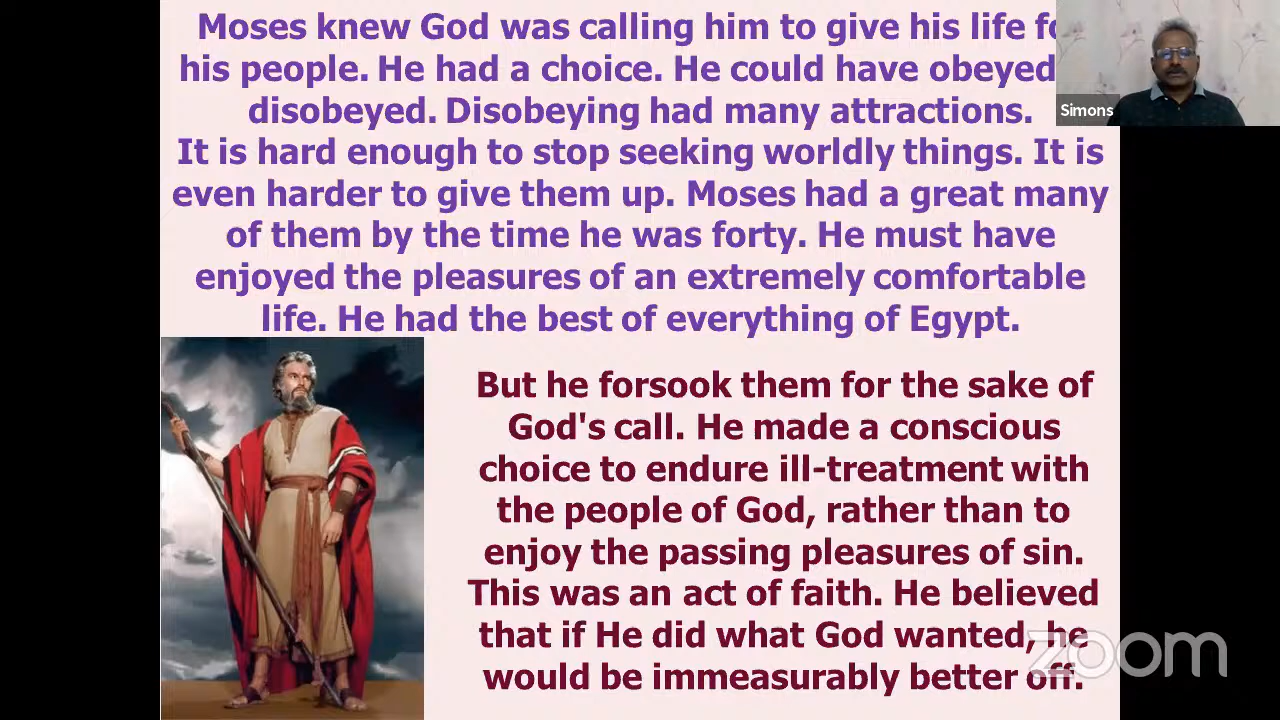 Moses knew God was calling him to give his life fo
his people. He had a choice. He could have obeyed
disobeyed. Disobeying had many attractions.
It is hard enough to stop seeking worldly things. It is
even harder to give them up. Moses had a great many
of them by the time he was forty. He must have
enjoyed the pleasures of an extremely comfortable
life. He had the best of everything of Egypt.
But he forsook them for the sake of
God's call. He made a conscious
choice to endure ill-treatment with
the people of God, rather than to
enjoy the passing pleasures of sin.
This was an act of faith. He believed
that if He did what God wanted, he
would be immeasurably better off.
Simons
zoom